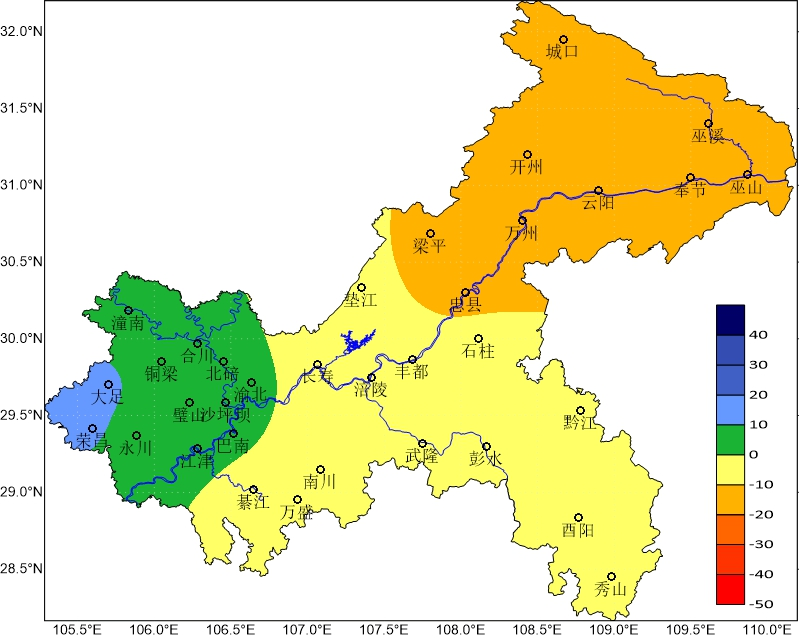 32.0°N
城口
31.5°N
巫溪
开州
31.0°N
奉节
巫山
云阳
万州
梁平
30.5°N
忠县
垫江
潼南
30.0°N
合川
石柱
40
铜梁
北碚
长寿
丰都
30
大足
渝北
涪陵
20
29.5°N
璧山
沙坪坝
黔江
10
荣昌
永川
巴南
江津
武隆
彭水
0
南川
29.0°N
綦江
万盛
-10
酉阳
-20
-30
28.5°N
秀山
-40
-50
105.5°E 106.0°E 106.5°E 107.0°E 107.5°E 108.0°E 108.5°E 109.0°E 109.5°E 110.0°E